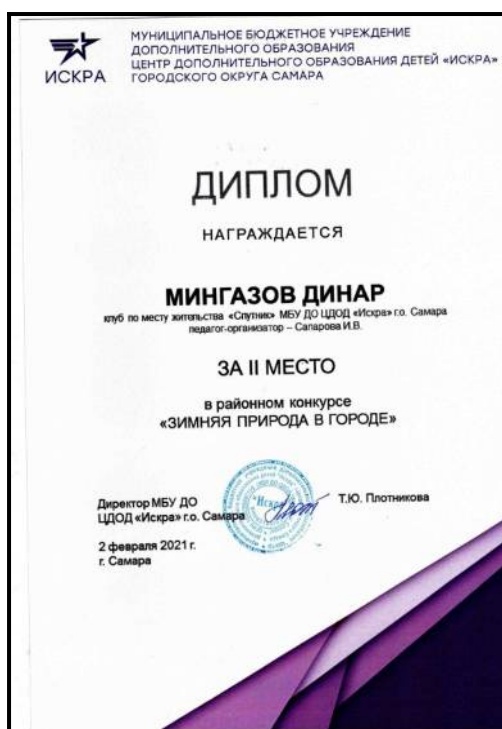 ИСКРА
МУНИЦИПАЛЬНОЕ БЮДЖЕТНОЕ УЧРЕЖДЕНИЕ
ДОПОЛНИТЕЛЬНОГО ОБРАЗОВАНИЯ
ЦЕНТР ДОПОЛНИТЕЛЬНОГО ОБРАЗОВАНИЯ ДЕТЕЙ «ИСКРА»
ГОРОДСКОГО ОКРУГА САМАРА
ДИПЛОМ
НАГРАЖДАЕТСЯ
МИНГАЗОВ ДИНАР
клуб по месту жительства «Спутник» МБУ ДО ЦДОД «Искра» г.о. Самара
педагог-организатор – Сапарова И.В.
ЗА II МЕСТО
в районном конкурсе
«ЗИМНЯЯ ПРИРОДА В ГОРОДЕ»
Директор МБУ ДО
ЦДОД «Искра» г.о. Самара
Т.Ю. Плотникова
"Искра"
2 февраля 2021 г.
г. Самара